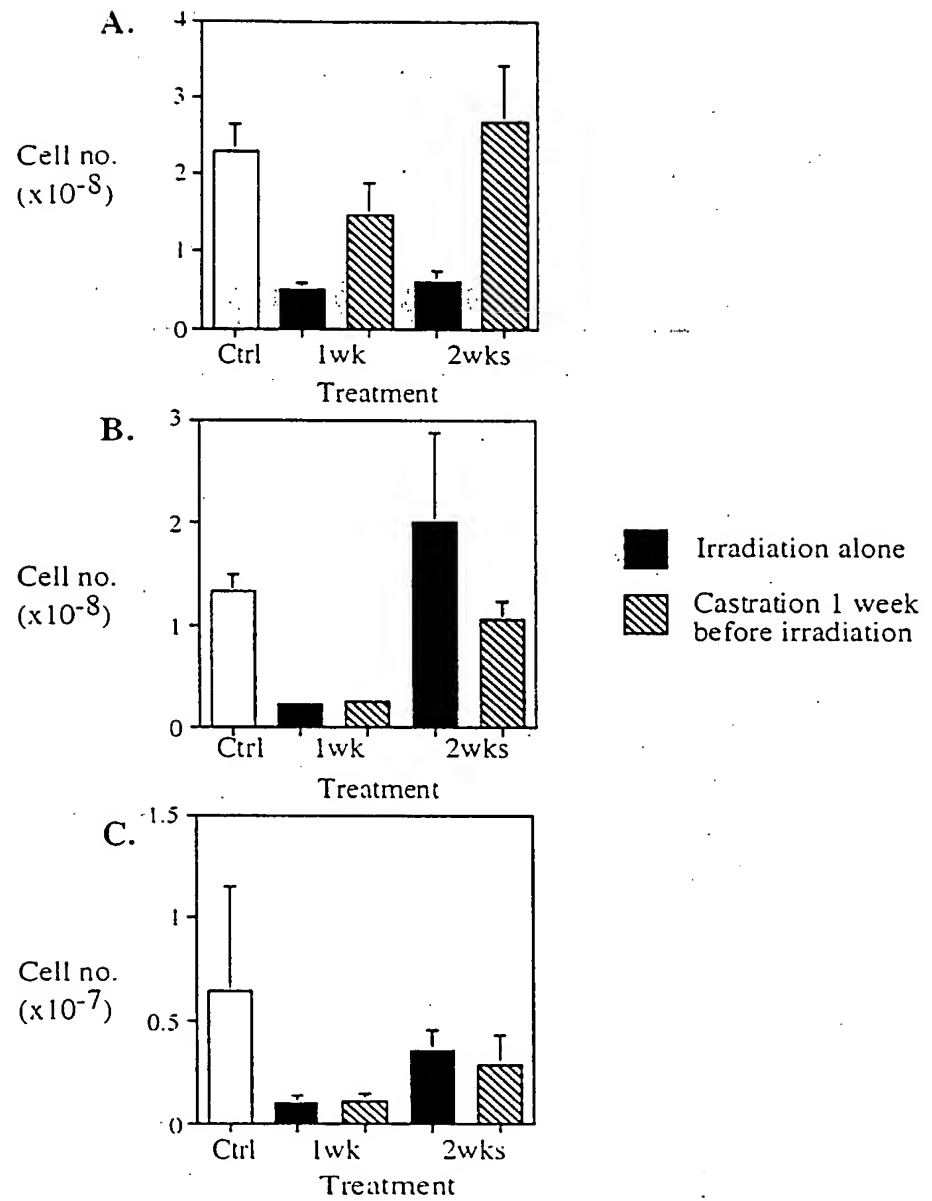 A.
4
3
2
1
0
Cell no.
(x10-8)
Ctrl 1wk 2wks
Treatment
B.
3
2
1
0
Cell no.
(x10-8)
Ctrl 1wk 2wks
Treatment
Irradiation alone
Castration 1 week
before irradiation
C.
1.5
1
0.5
0
Cell no.
(x10-7)
Ctrl 1wk 2wks
Treatment